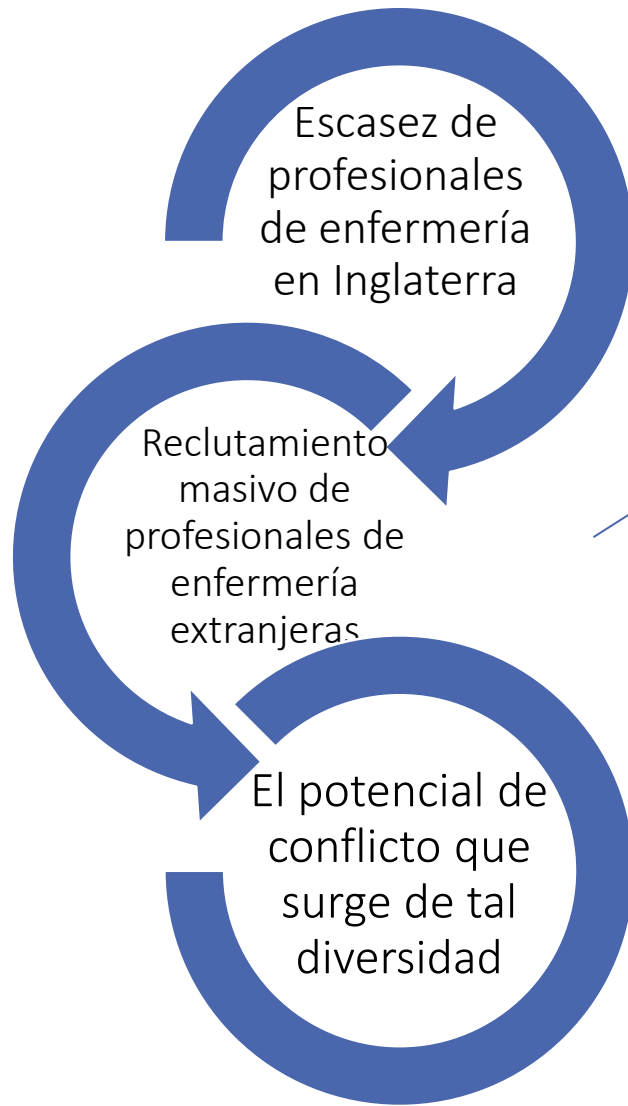 Escasez de
profesionales
de enfermería
en Inglaterra
Reclutamiento
masivo de
profesionales de
enfermería
extranjeras
El potencial de
conflicto que
surge de tal
diversidad